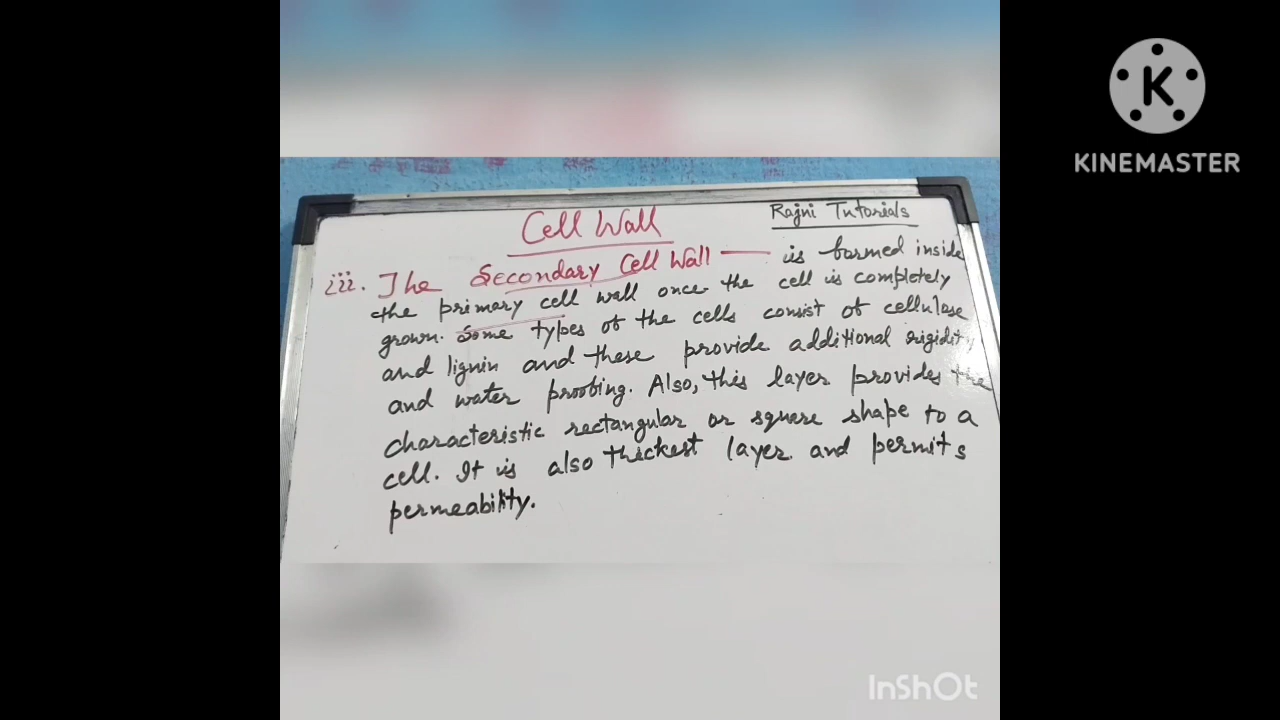 Cell Wall
Rajni Tutorials
iii. The Secondary Cell Wall — is formed inside
the primary cell wall once the cell is completely
grown. Some types of the cells consist of cellulose
and lignin and these provide additional rigidity
and water proofing. Also, this layer provides the
characteristic rectangular or square shape to a
cell. It is also thickest layer and permits
permeability.
KINEMASTER
InShOt